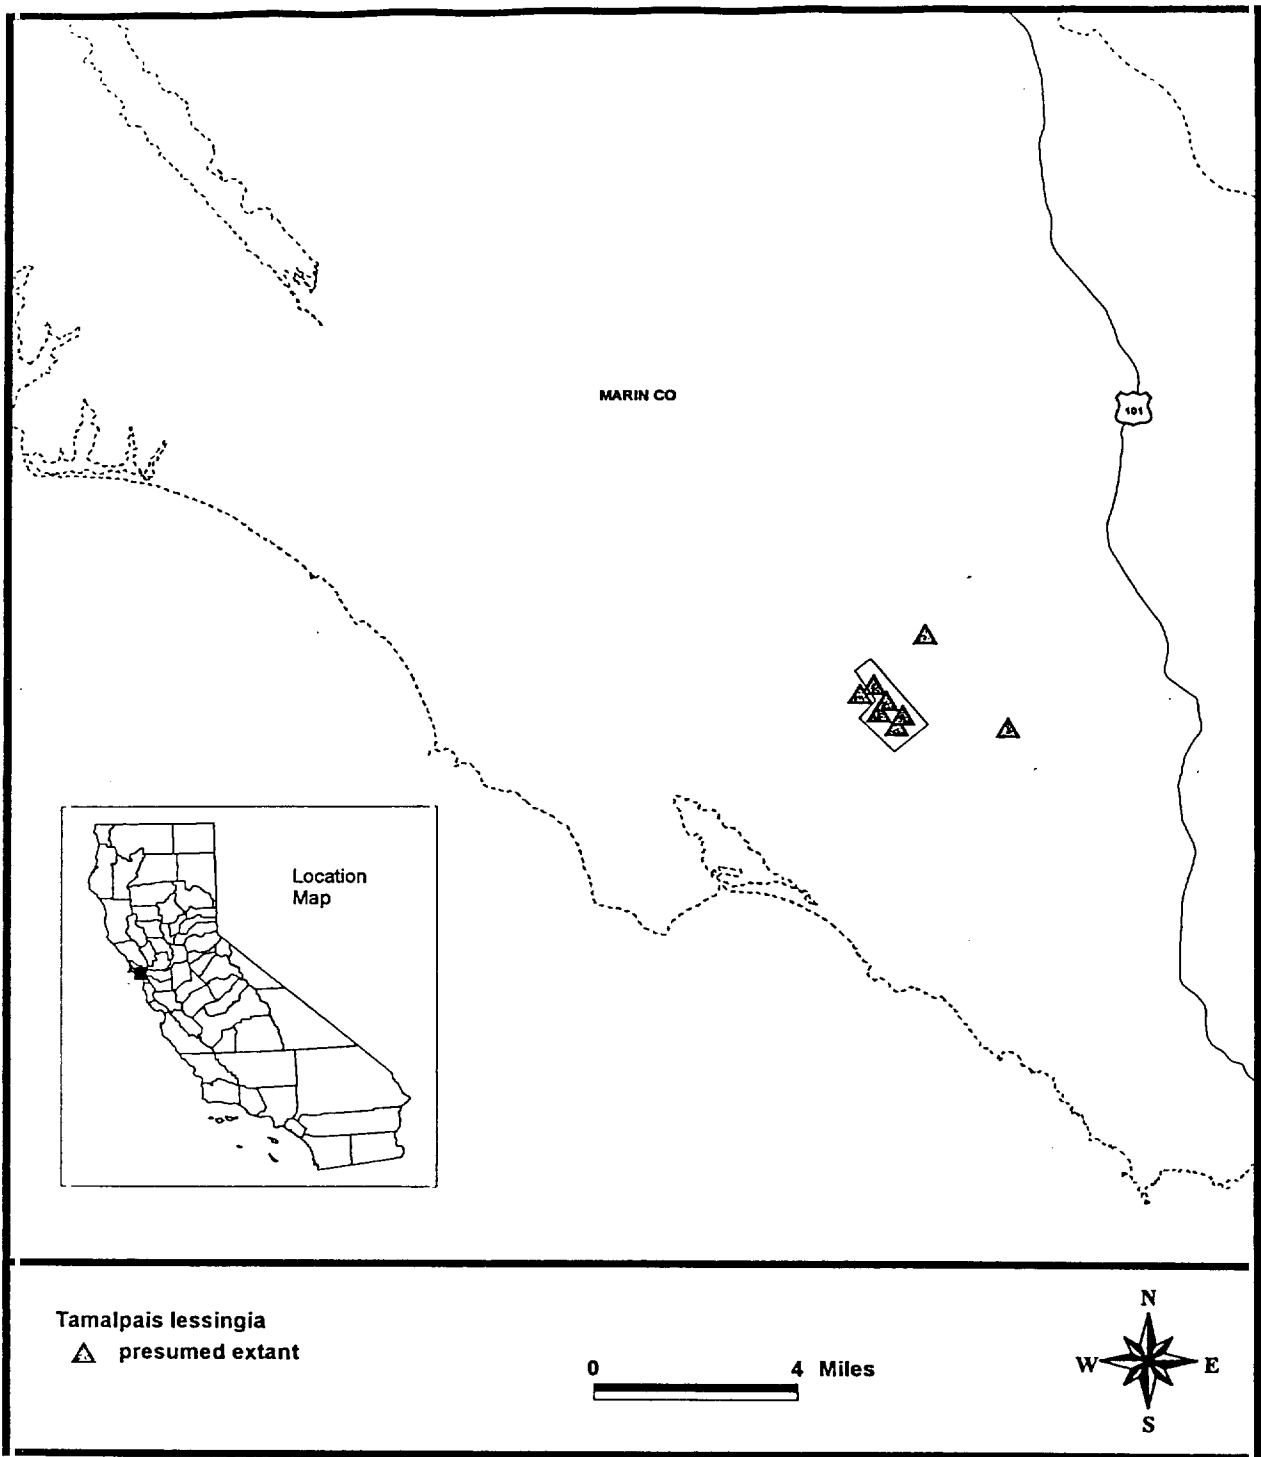 MARIN CO
101
Location
Map
Tamalpais lessingia
presumed extant
0 4 Miles
N
W E
S